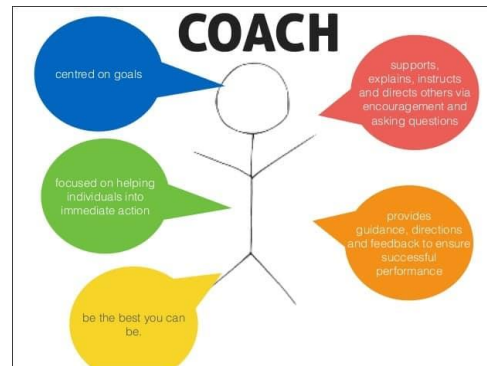 COACH
centred on goals
supports,
explains, instructs
and directs others via
encouragement and
asking questions
focused on helping
individuals into
immediate action
provides
guidance, directions
and feedback to ensure
successful
performance
be the best you can
be.